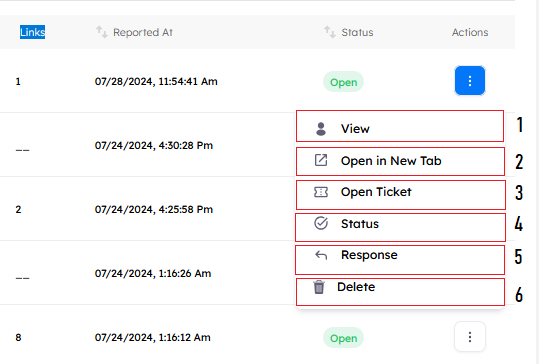 Links Reported At Status Actions
1 07/28/2024, 11:54:41 Am Open
View 1
__ 07/24/2024, 4:30:28 Pm
Open in New Tab 2
Open Ticket 3
2 07/24/2024, 4:25:58 Pm
Status 4
Response 5
__ 07/24/2024, 1:16:26 Am
Delete 6
8 07/24/2024, 1:16:12 Am Open